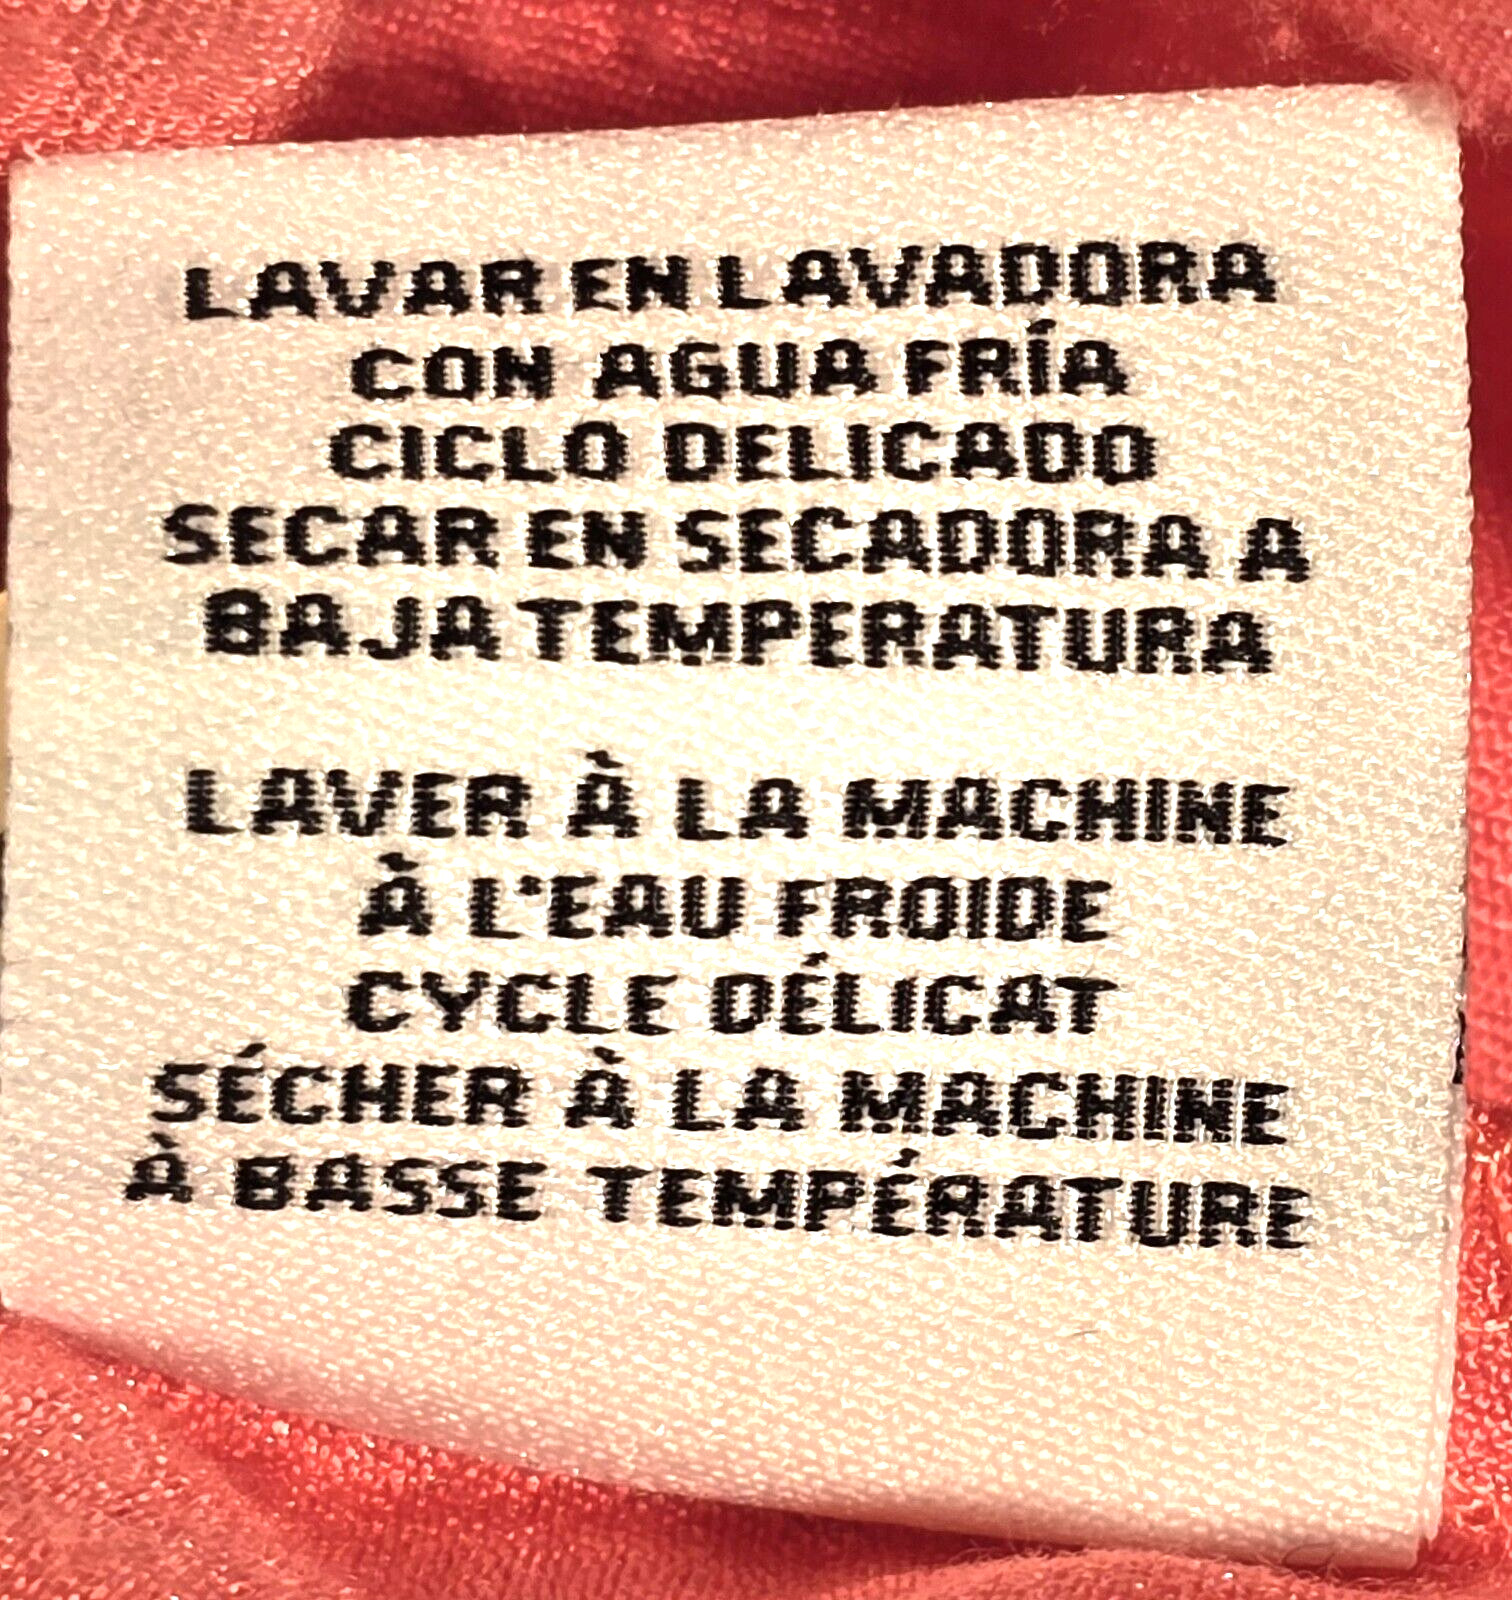 LAVAR EN LAVADORA
CON AGUA FRÍA
CICLO DELICADO
SECAR EN SECADORA A
BAJA TEMPERATURA
LAVER À LA MACHINE
À L'EAU FROIDE
CYCLE DÉLICAT
SÉCHER À LA MACHINE
À BASSE TEMPÉRATURE